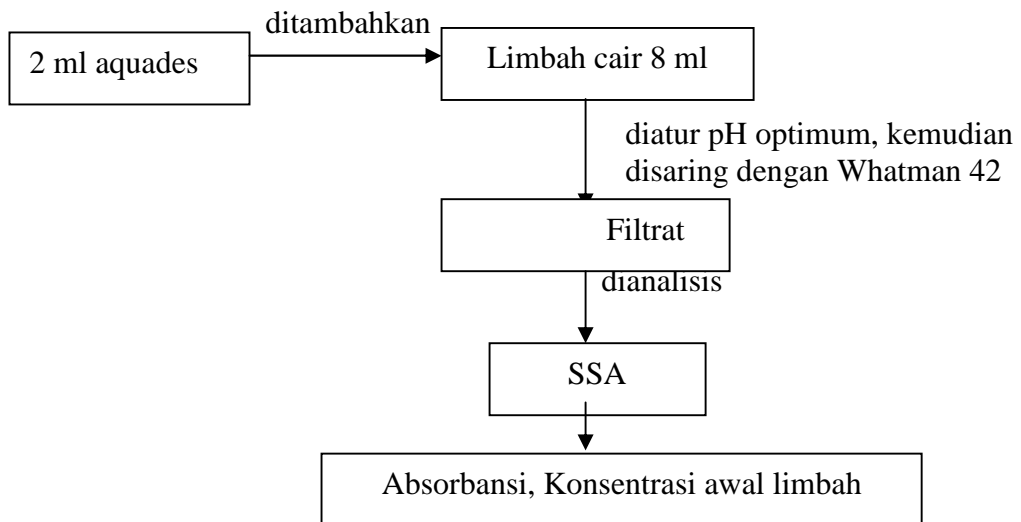 ditambahkan
2 ml aquades
Limbah cair 8 ml
diatur pH optimum, kemudian
disaring dengan Whatman 42
Filtrat
dianalisis
SSA
Absorbansi, Konsentrasi awal limbah